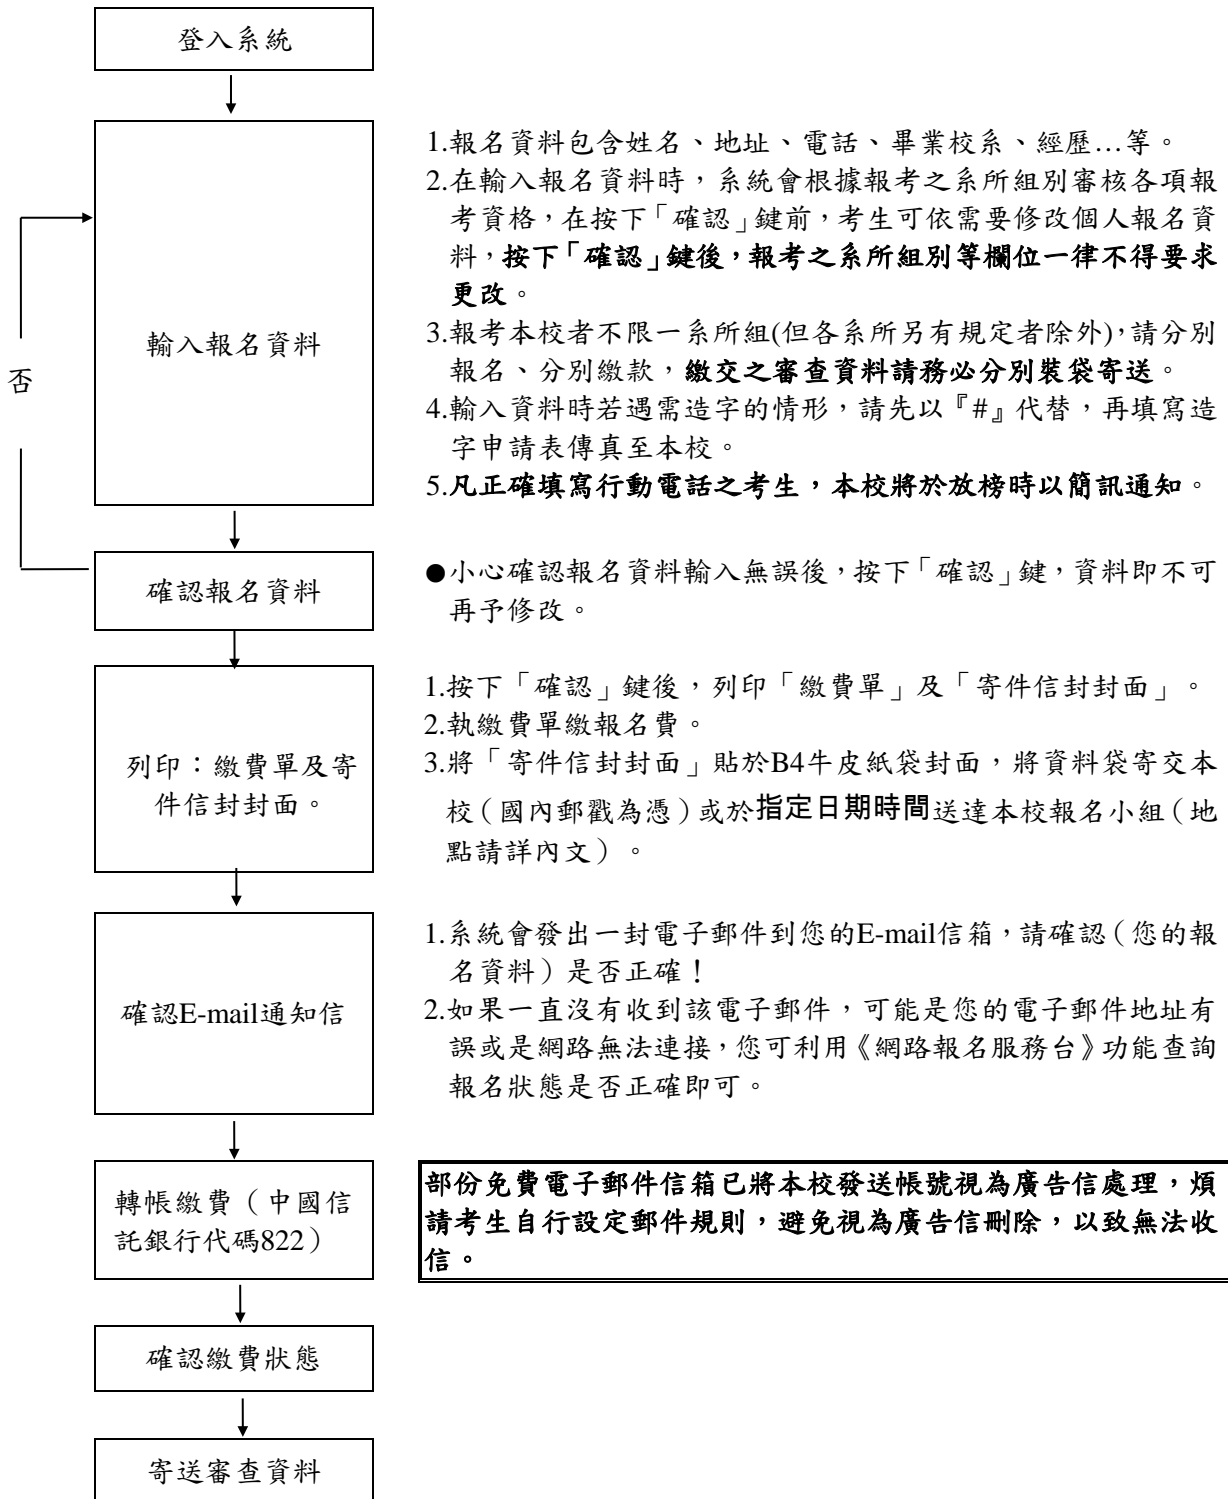 登入系統
輸入報名資料
否
1.報名資料包含姓名、地址、電話、畢業校系、經歷…等。
2.在輸入報名資料時，系統會根據報考之系所組別審核各項報
考資格，在按下「確認」鍵前，考生可依需要修改個人報名資
料，按下「確認」鍵後，報考之系所組別等欄位一律不得要求
更改。
3.報考本校者不限一系所組(但各系所另有規定者除外)，請分別
報名、分別繳款，繳交之審查資料請務必分別裝袋寄送。
4.輸入資料時若遇需造字的情形，請先以『#』代替，再填寫造
字申請表傳真至本校。
5.凡正確填寫行動電話之考生，本校將於放榜時以簡訊通知。
確認報名資料
●小心確認報名資料輸入無誤後，按下「確認」鍵，資料即不可
再予修改。
列印：繳費單及寄
件信封封面。
1.按下「確認」鍵後，列印「繳費單」及「寄件信封封面」。
2.執繳費單繳報名費。
3.將「寄件信封封面」貼於B4牛皮紙袋封面，將資料袋寄交本
校（國內郵戳為憑）或於指定日期時間送達本校報名小組（地
點請詳內文）。
確認E-mail通知信
1.系統會發出一封電子郵件到您的E-mail信箱，請確認（您的報
名資料）是否正確！
2.如果一直沒有收到該電子郵件，可能是您的電子郵件地址有
誤或是網路無法連接，您可利用《網路報名服務台》功能查詢
報名狀態是否正確即可。
轉帳繳費（中國信
託銀行代碼822）
部份免費電子郵件信箱已將本校發送帳號視為廣告信處理，煩
請考生自行設定郵件規則，避免視為廣告信刪除，以致無法收
信。
確認繳費狀態
寄送審查資料